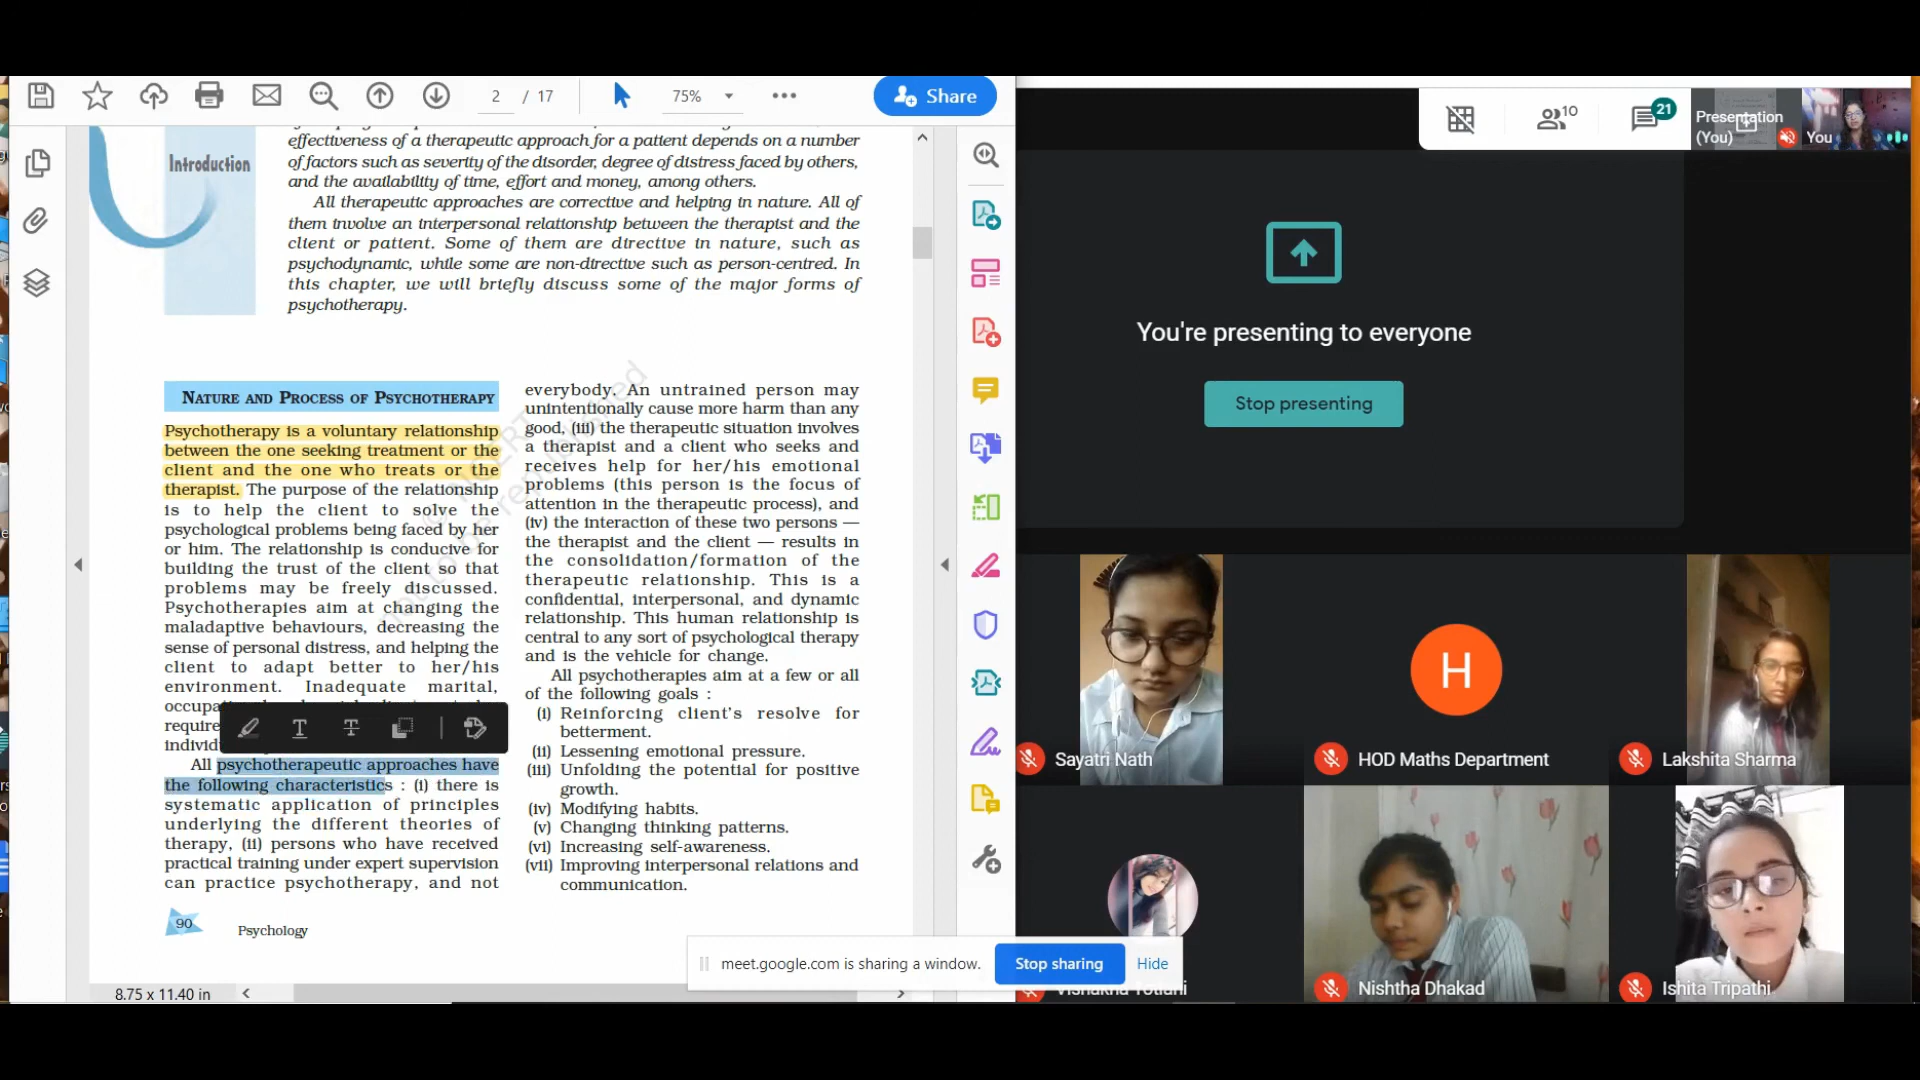 2 / 17
75%
Share
Introduction
effectiveness of a therapeutic approach for a patient depends on a number
of factors such as severity of the disorder, degree of distress faced by others,
and the availability of time, effort and money, among others.
All therapeutic approaches are corrective and helping in nature. All of
them involve an interpersonal relationship between the therapist and the
client or patient. Some of them are directive in nature, such as
psychodynamic, while some are non-directive such as person-centred. In
this chapter, we will briefly discuss some of the major forms of
psychotherapy.
NATURE AND PROCESS OF PSYCHOTHERAPY
Psychotherapy is a voluntary relationship
between the one seeking treatment or the
client and the one who treats or the
therapist. The purpose of the relationship
is to help the client to solve the
psychological problems being faced by her
or him. The relationship is conducive for
building the trust of the client so that
problems may be freely discussed.
Psychotherapies aim at changing the
maladaptive behaviours, decreasing the
sense of personal distress, and helping the
client to adapt better to her/his
environment. Inadequate marital,
All psychotherapeutic approaches have
the following characteristics : (i) there is
systematic application of principles
underlying the different theories of
therapy, (ii) persons who have received
practical training under expert supervision
can practice psychotherapy, and not
everybody. An untrained person may
unintentionally cause more harm than any
good, (iii) the therapeutic situation involves
a therapist and a client who seeks and
receives help for her/his emotional
problems (this person is the focus of
attention in the therapeutic process), and
(iv) the interaction of these two persons —
the therapist and the client — results in
the consolidation/formation of the
therapeutic relationship. This is a
confidential, interpersonal, and dynamic
relationship. This human relationship is
central to any sort of psychological therapy
and is the vehicle for change.
All psychotherapies aim at a few or all
of the following goals :
(i) Reinforcing client's resolve for
betterment.
(ii) Lessening emotional pressure.
(iii) Unfolding the potential for positive
growth.
(iv) Modifying habits.
(v) Changing thinking patterns.
(vi) Increasing self-awareness.
(vii) Improving interpersonal relations and
communication.
© NCERT
not to be republished
90
Psychology
8.75 x 11.40 in
meet.google.com is sharing a window.
Stop sharing
Hide
10
21
Presentation
(You)
You
You're presenting to everyone
Stop presenting
Sayatri Nath
HOD Maths Department
H
Lakshita Sharma
Nishtha Dhakad
Ishita Tripathi